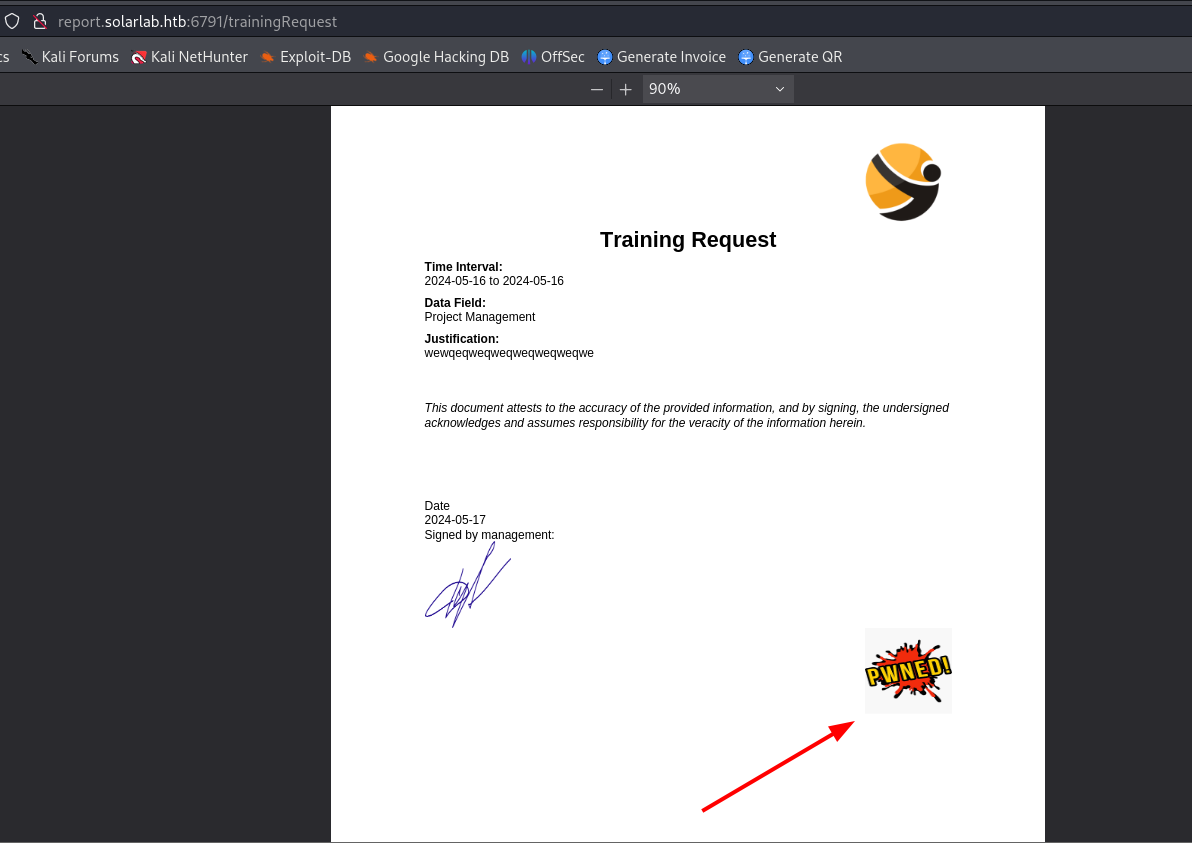 report.solarlab.htb:6791/trainingRequest
cs Kali Forums Kali NetHunter Exploit-DB Google Hacking DB OffSec Generate Invoice Generate QR
90%
Training Request
Time Interval:
2024-05-16 to 2024-05-16
Data Field:
Project Management
Justification:
wewqeqweqweqweqweqweqwe
This document attests to the accuracy of the provided information, and by signing, the undersigned
acknowledges and assumes responsibility for the veracity of the information herein.
Date
2024-05-17
Signed by management:
PWNED!